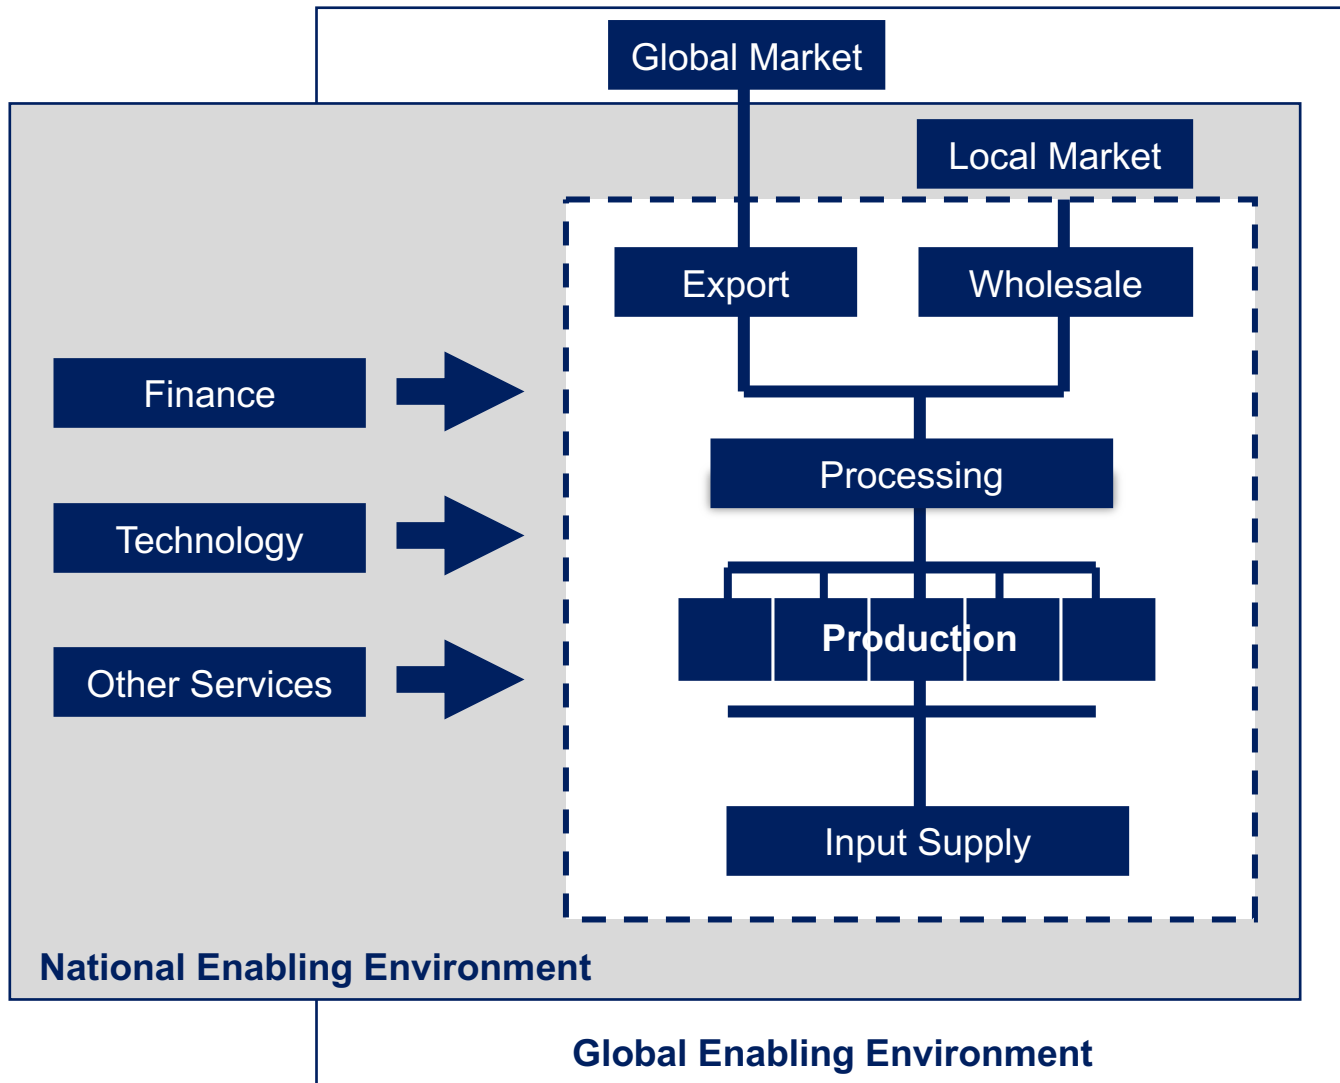 Global Market
Local Market
Export
Wholesale
Finance
Processing
Technology
Production
Other Services
Input Supply
National Enabling Environment
Global Enabling Environment